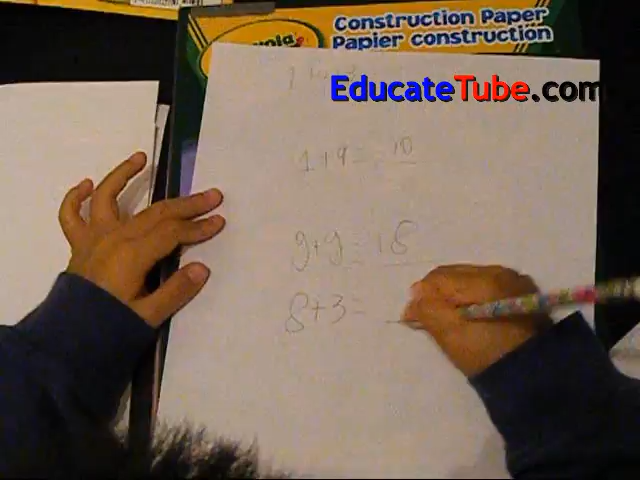 Construction Paper
Papier construction
EducateTube.com
1+9 = 10
9+9 = 18
8+3 =